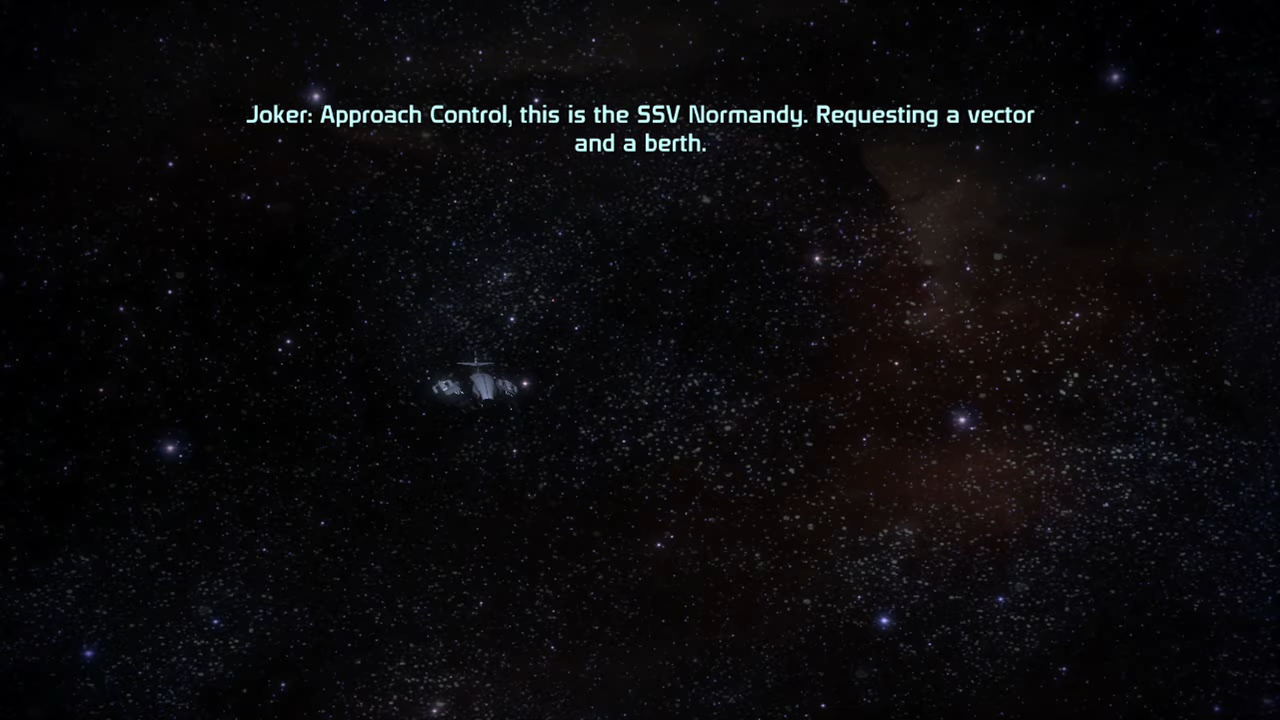 Joker: Approach Control, this is the SSV Normandy. Requesting a vector
and a berth.